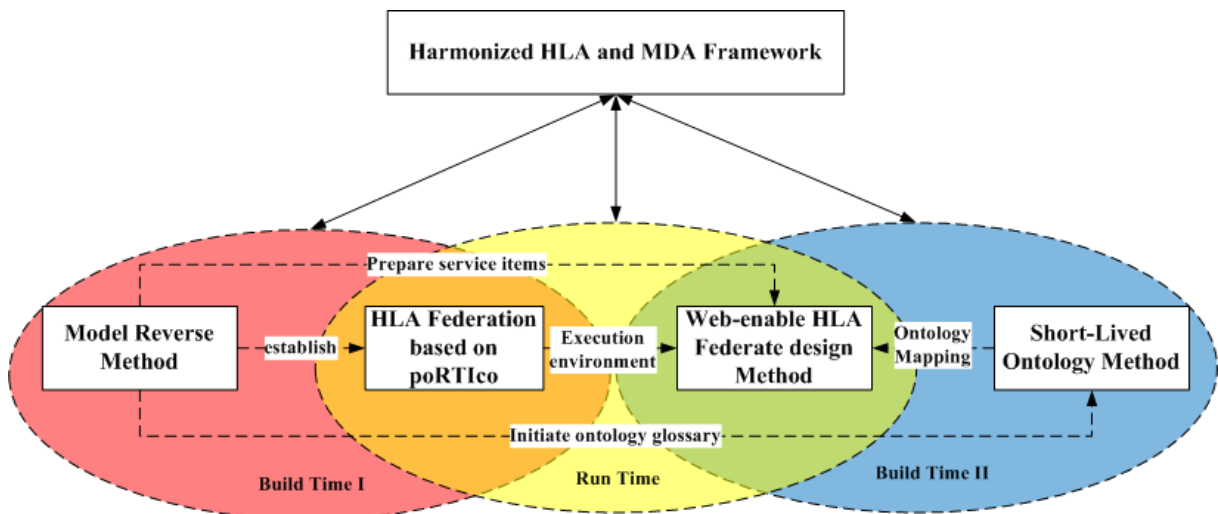 Harmonized HLA and MDA Framework
Prepare service items
Model Reverse
Method
establish
HLA Federation
based on
poRTIco
Execution
environment
Web-enable HLA
Federate design
Method
Ontology
Mapping
Short-Lived
Ontology Method
Initiate ontology glossary
Build Time I
Run Time
Build Time II